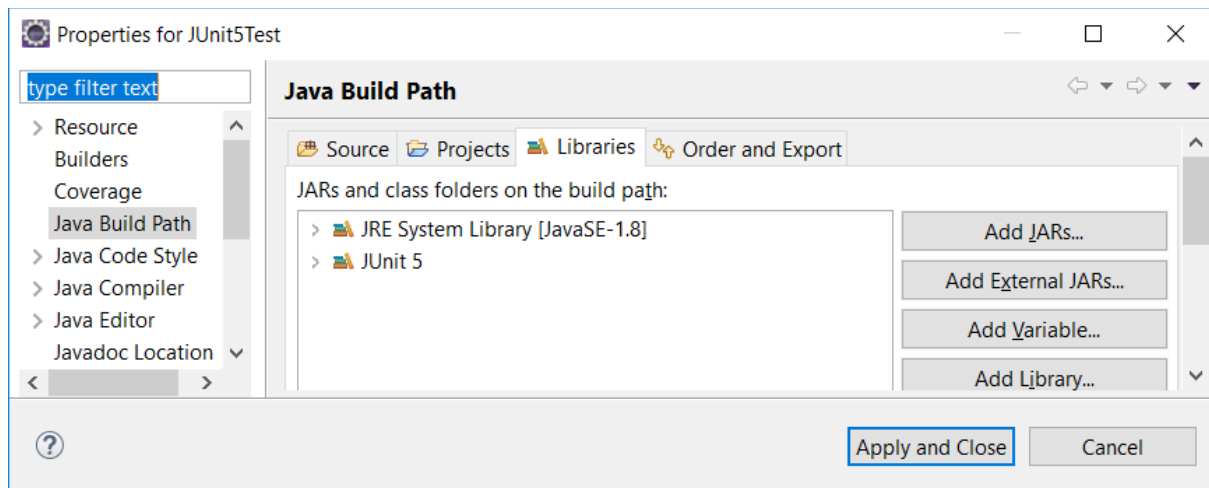 Properties for JUnit5Test
type filter text
Resource
Builders
Coverage
Java Build Path
Java Code Style
Java Compiler
Java Editor
Javadoc Location
Java Build Path
Source Projects Libraries Order and Export
JARs and class folders on the build path:
JRE System Library [JavaSE-1.8]
JUnit 5
Add JARs...
Add External JARs...
Add Variable...
Add Library...
?
Apply and Close Cancel